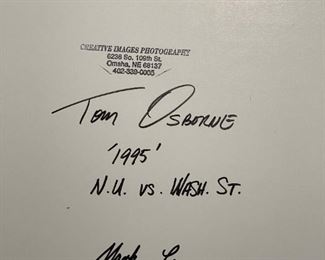 CREATIVE IMAGES PHOTOGRAPHY
6236 So. 109th St.
Omaha, NE 68137
402-339-0005
Tom Osborne
'1995'
N.U. vs. Wash. St.